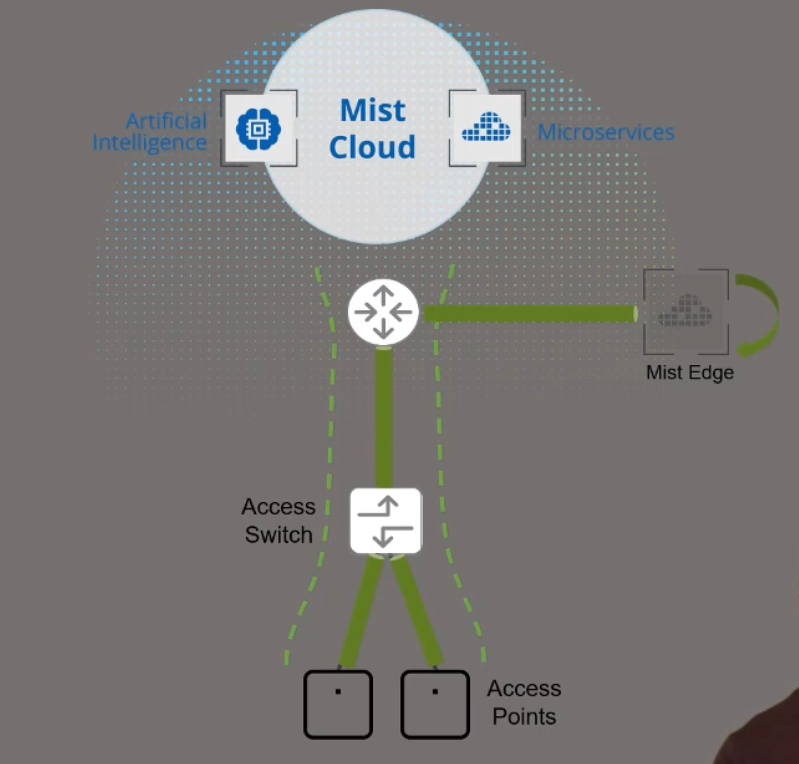 Mist
Cloud
Artificial
Intelligence
Microservices
Mist Edge
Access
Switch
Access
Points